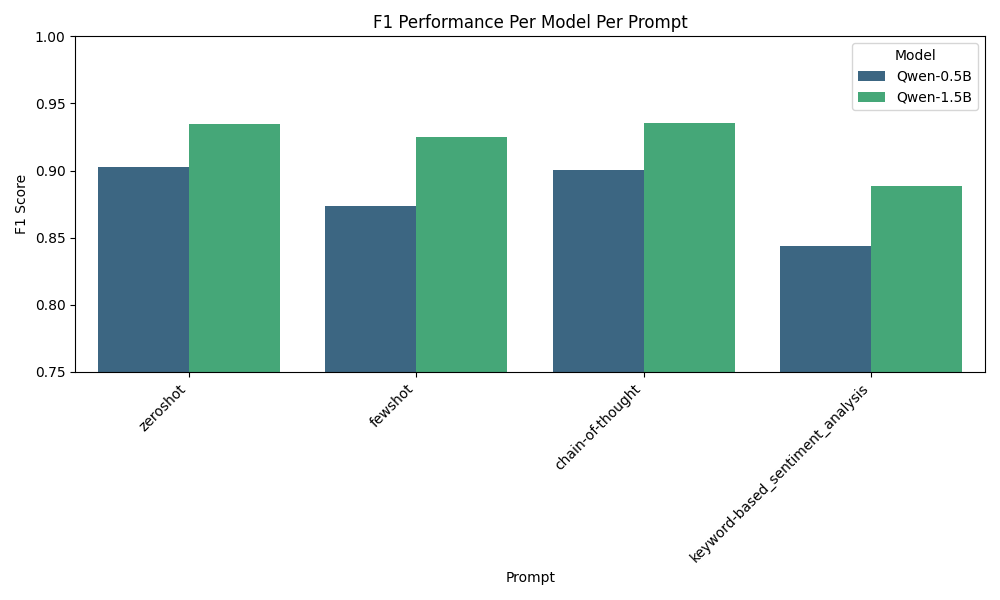 F1 Performance Per Model Per Prompt
1.00
0.95
0.90
0.85
0.80
0.75
F1 Score
Model
Qwen-0.5B
Qwen-1.5B
zeroshot
fewshot
chain-of-thought
keyword-based_sentiment_analysis
Prompt